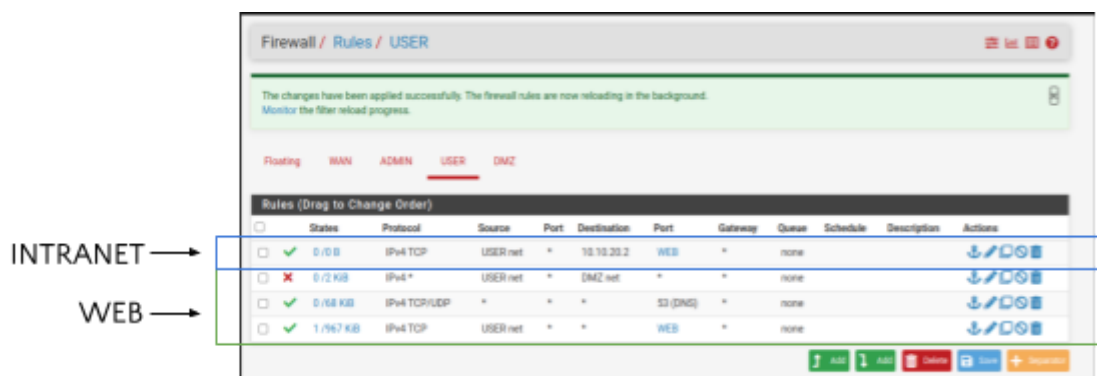 Firewall / Rules / USER
The changes have been applied successfully. The firewall rules are now reloading in the background.
Monitor the filter reload progress.
Floating WAN ADMIN USER DMZ
Rules (Drag to Change Order)
States Protocol Source Port Destination Port Gateway Queue Schedule Description Actions
INTRANET
0 /0 B IPv4 TCP USER net * 10.10.20.2 WEB * none
0 /2 KiB IPv4 * USER net * DMZ net * * none
WEB
0 /68 KiB IPv4 TCP/UDP * * * 53 (DNS) * none
1 /967 KiB IPv4 TCP USER net * * WEB * none
Add Add Delete Save Separator